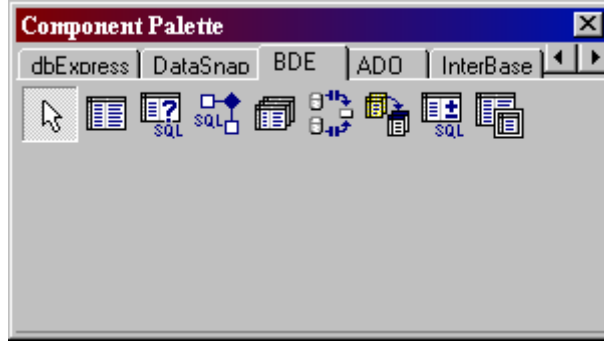 Component Palette
dbExpress DataSnap BDE ADO InterBase
SQL SQL SQL